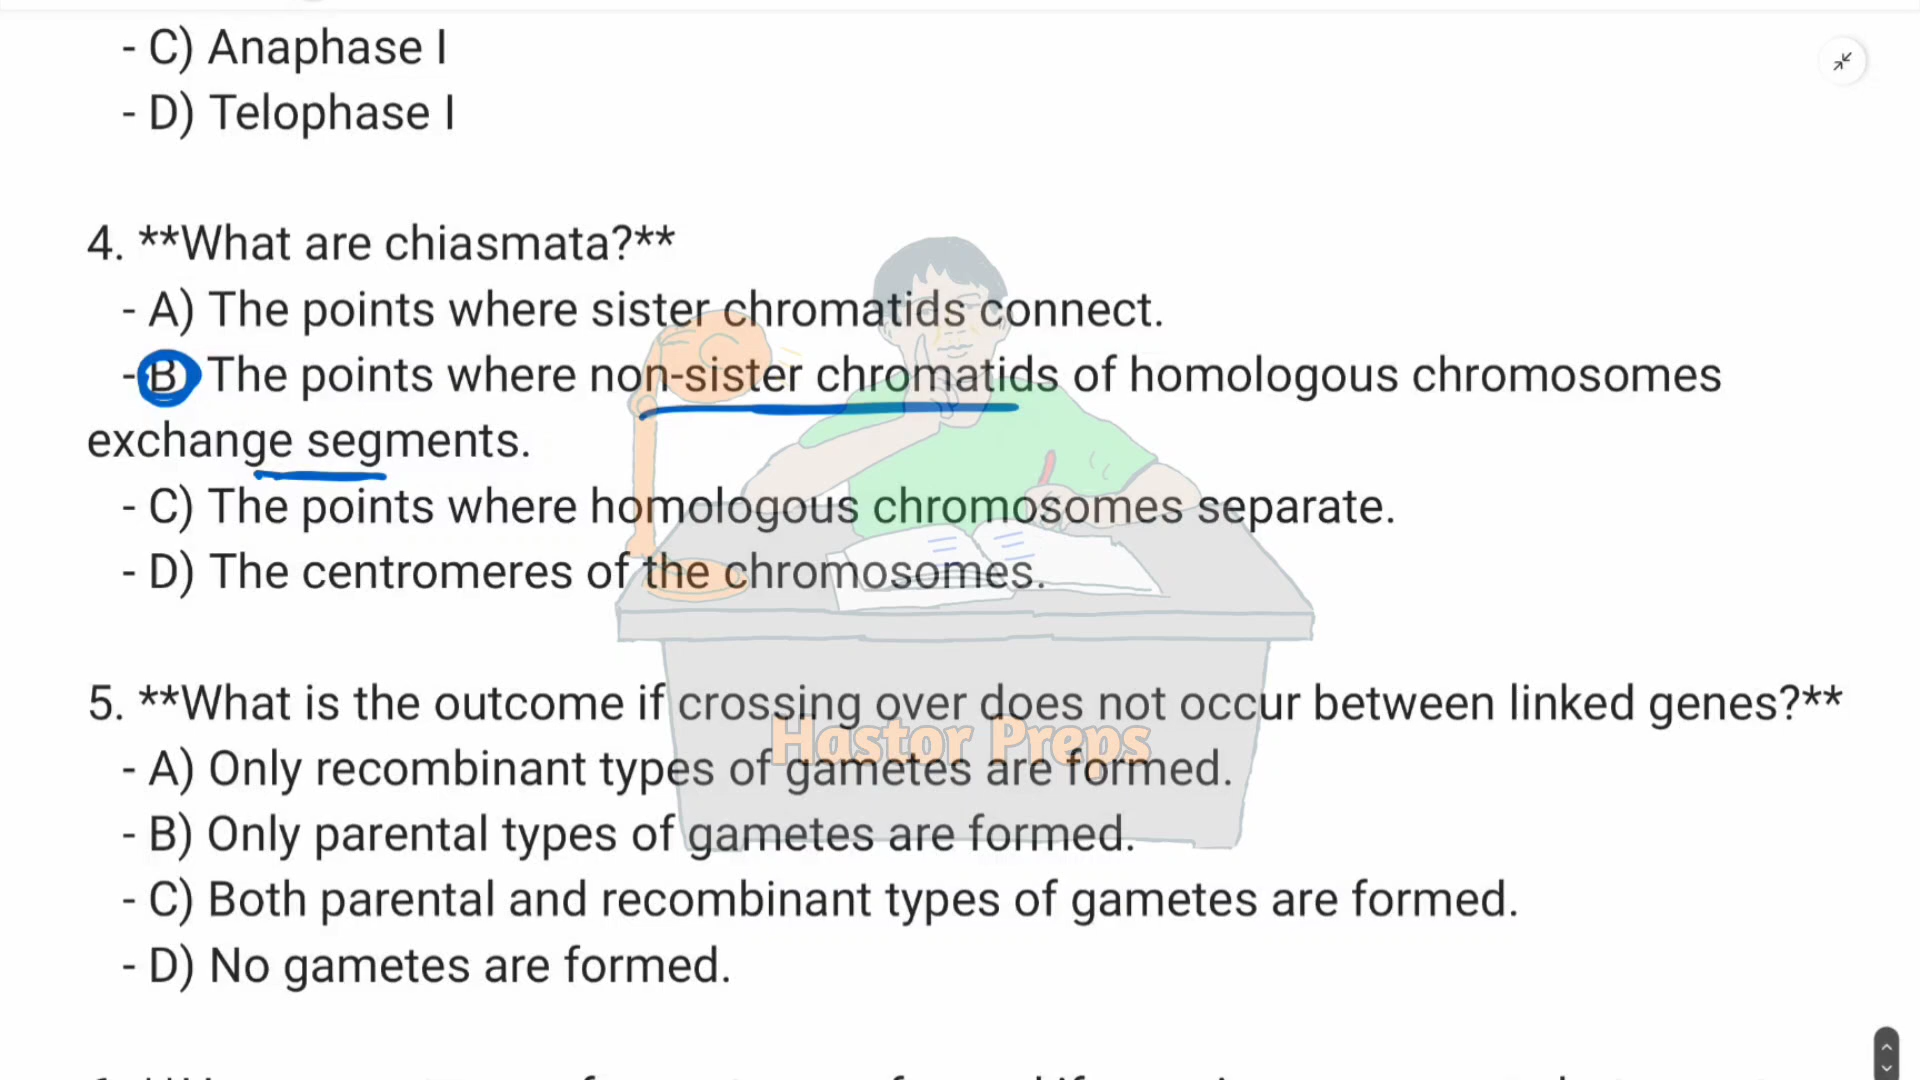 - C) Anaphase I
- D) Telophase I
4. **What are chiasmata?**
- A) The points where sister chromatids connect.
- B) The points where non-sister chromatids of homologous chromosomes
exchange segments.
- C) The points where homologous chromosomes separate.
- D) The centromeres of the chromosomes.
5. **What is the outcome if crossing over does not occur between linked genes?**
Hastor Preps
- A) Only recombinant types of gametes are formed.
- B) Only parental types of gametes are formed.
- C) Both parental and recombinant types of gametes are formed.
- D) No gametes are formed.